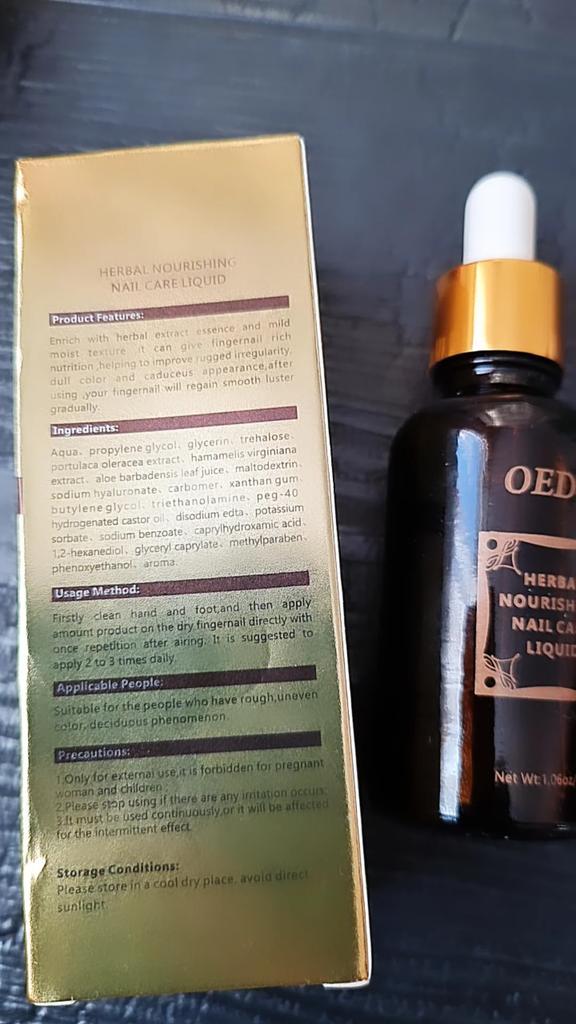 HERBAL NOURISHING
NAIL CARE LIQUID
Product Features:
Enrich with herbal extract essence and mild
moist texture it can give fingernail rich
nutrition,helping to improve rugged irregularity,
dull color and caduceus appearance,after
using ,your fingernail will regain smooth luster
gradually.
Ingredients:
Aqua、propylene glycol、glycerin、trehalose、
portulaca oleracea extract、hamamelis virginiana
extract、aloe barbadensis leaf juice、maltodextrin、
sodium hyaluronate、carbomer、xanthan gum、
butylene glycol、triethanolamine、peg-40
hydrogenated castor oil、disodium edta、potassium
sorbate、sodium benzoate、caprylhydroxamic acid、
1,2-hexanediol、glyceryl caprylate、methylparaben、
phenoxyethanol、aroma.
Usage Method:
Firstly clean hand and foot,and then apply
amount product on the dry fingernail directly with
once repetition after airing. It is suggested to
apply 2 to 3 times daily.
Applicable People:
Suitable for the people who have rough,uneven
color, deciduous phenomenon.
Precautions:
1.Only for external use,it is forbidden for pregnant
woman and children ;
2.Please stop using if there are any irritation occurs;
3.It must be used continuously,or it will be affected
for the intermittent effect.
Storage Conditions:
Please store in a cool dry place, avoid direct
sunlight.
OED
HERBA
NOURISH
NAIL CA
LIQUID
Net Wt:1.06oz/